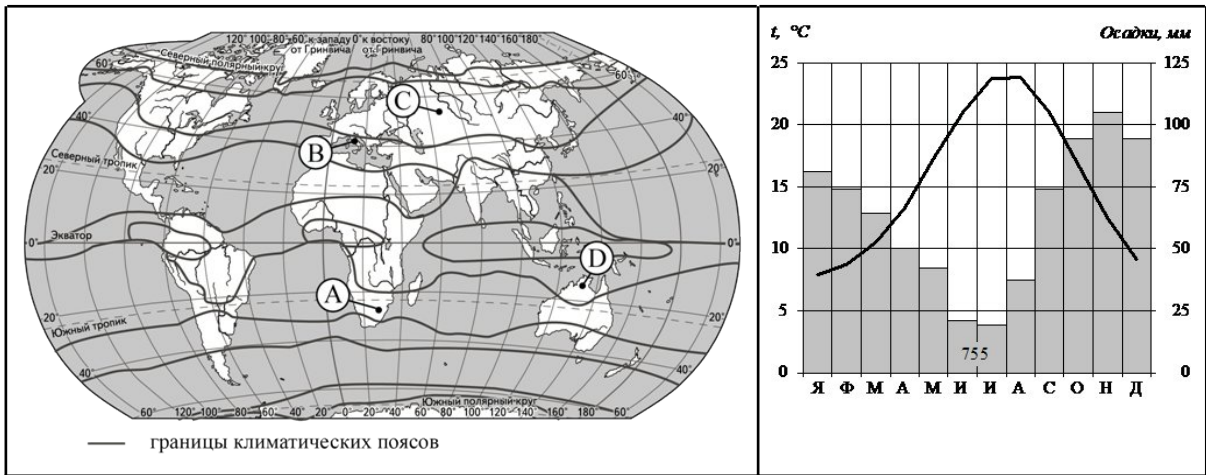 120° 100° 80° 60° к западу 0° к востоку 80° 100° 120° 140° 160° 180°
от Гринвича от Гринвича
Северный полярный круг
60° 60°
40° 40°
C
B
Северный тропик
20° 20°
Экватор
0° 0°
D
A
20° 20°
Южный тропик
40° 40°
Южный полярный круг
60° 120° 100° 80° 60° 40° 20° 0° 20° 40° 60° 80° 100° 120° 140° 160° 180° 60°
границы климатических поясов
t, °C Осадки, мм
25 125
20 100
15 75
10 50
5 25
755
0 0
Я Ф М А М И И А С О Н Д